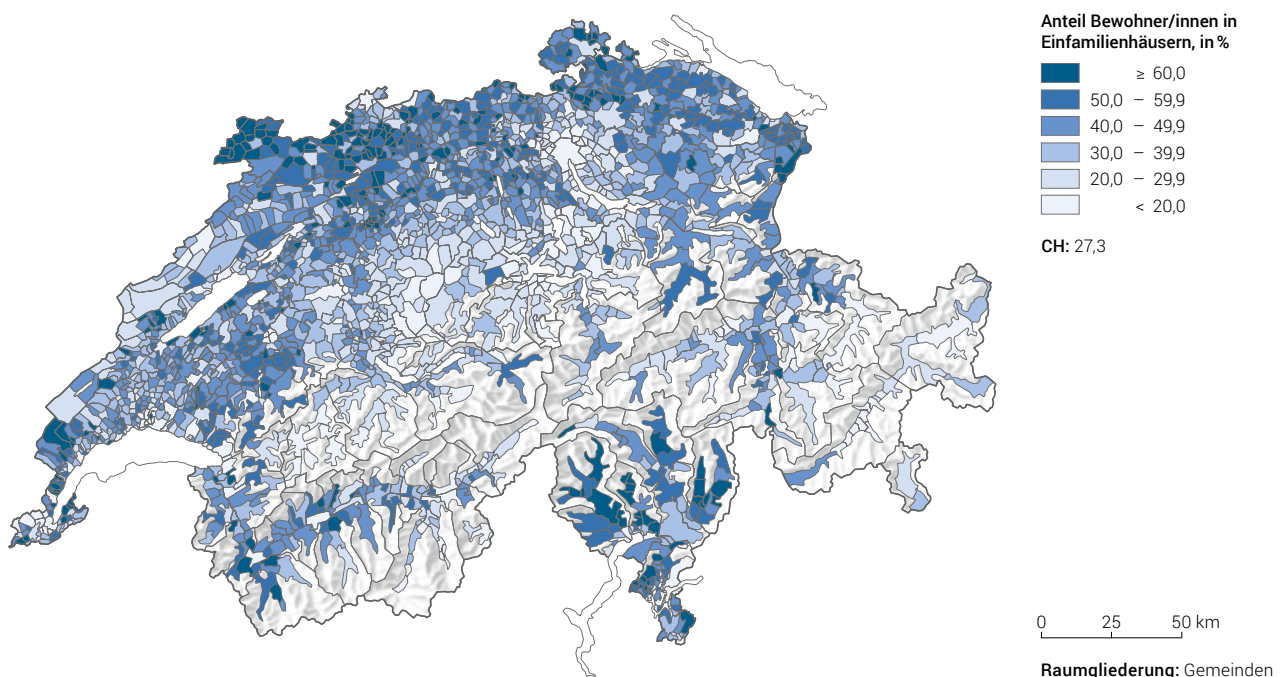 Anteil Bewohner/innen in
Einfamilienhäusern, in %
≥ 60,0
50,0 – 59,9
40,0 – 49,9
30,0 – 39,9
20,0 – 29,9
< 20,0
CH: 27,3
0 25 50 km
Raumgliederung: Gemeinden